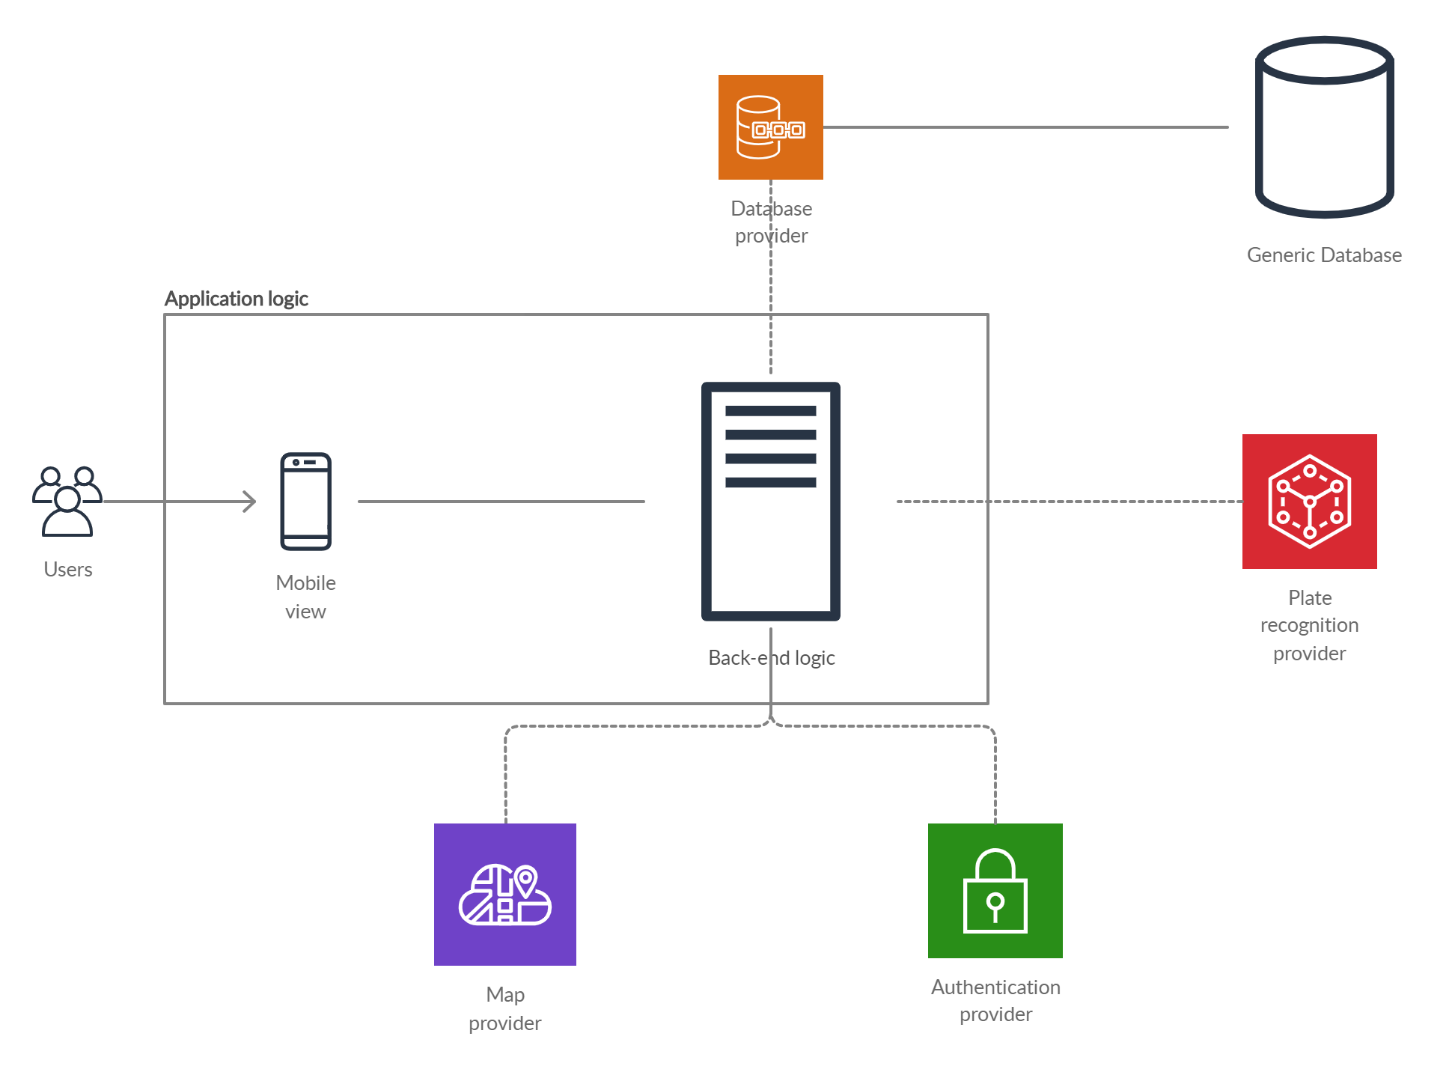 Database
provider
Generic Database
Application logic
Users
Mobile
view
Back-end logic
Plate
recognition
provider
Map
provider
Authentication
provider